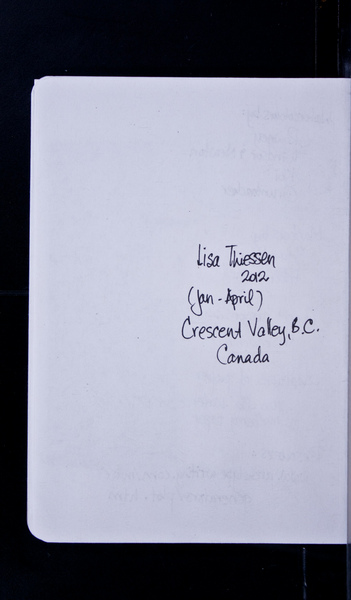 Lisa Thiessen
2012
(Jan - April)
Crescent Valley, B.C.
Canada